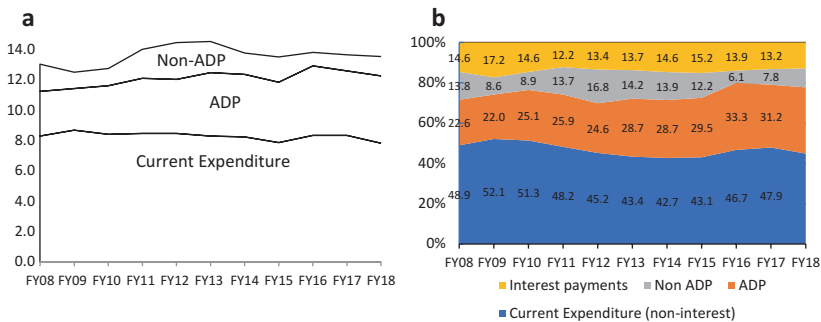 a
14.0
12.0
10.0
8.0
6.0
4.0
2.0
0.0
Non-ADP
ADP
Current Expenditure
FY08 FY09 FY10 FY11 FY12 FY13 FY14 FY15 FY16 FY17 FY18
b
100%
80%
60%
40%
20%
0%
14.6 17.2 14.6 12.2 13.4 13.7 14.6 15.2 13.9 13.2
13.8 8.6 8.9 13.7 16.8 14.2 13.9 12.2 6.1 7.8
22.6 22.0 25.1 25.9 24.6 28.7 28.7 29.5 33.3 31.2
48.9 52.1 51.3 48.2 45.2 43.4 42.7 43.1 46.7 47.9
FY08 FY09 FY10 FY11 FY12 FY13 FY14 FY15 FY16 FY17 FY18
Interest payments Non ADP ADP
Current Expenditure (non-interest)